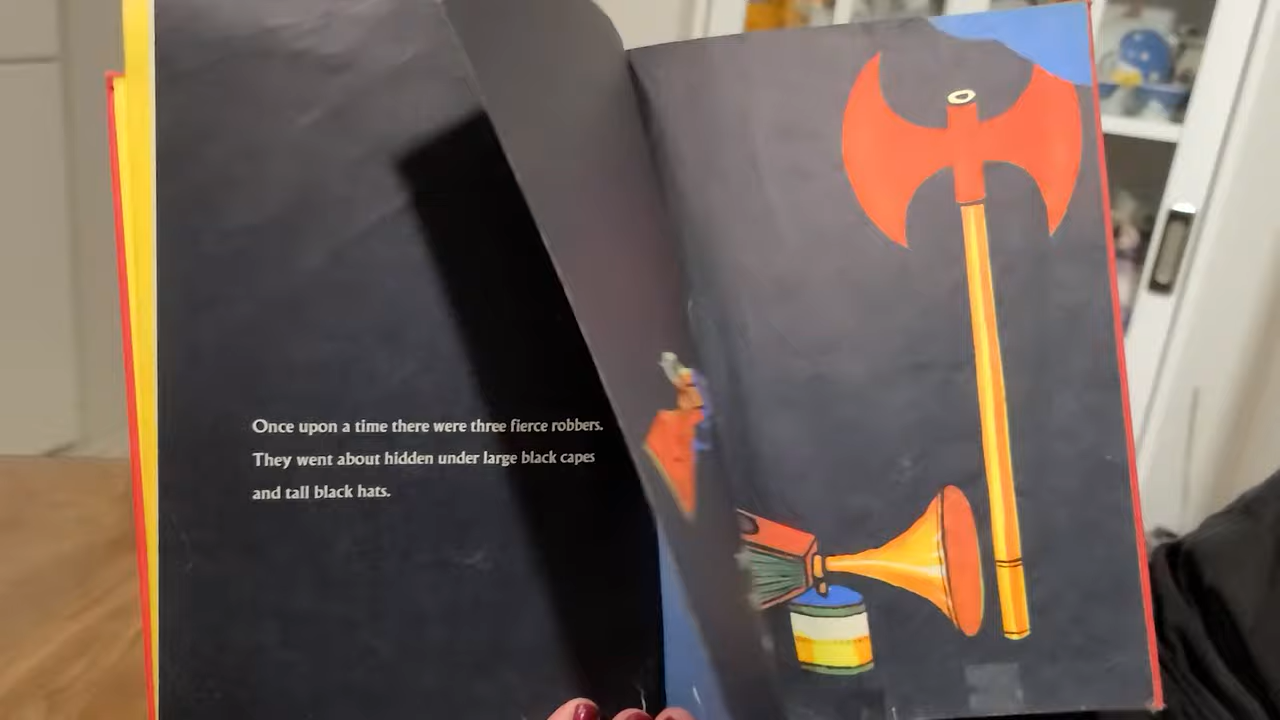 Once upon a time there were three fierce robbers.
They went about hidden under large black capes
and tall black hats.